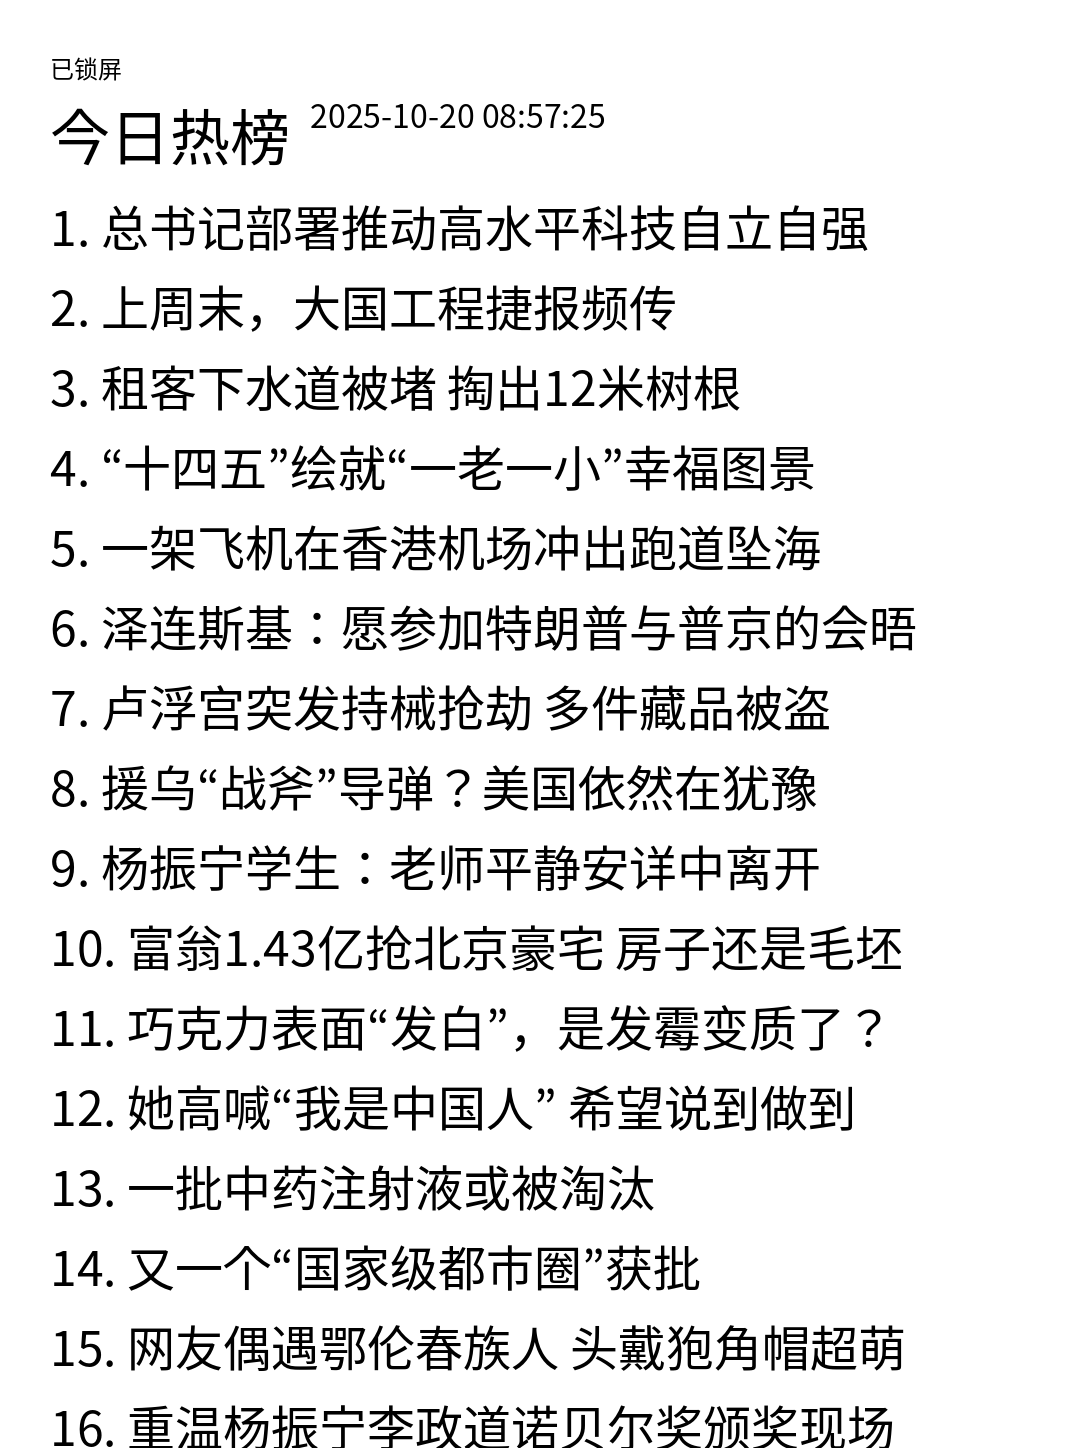 已锁屏
今日热榜 2025-10-20 08:57:25
1. 总书记部署推动高水平科技自立自强
2. 上周末，大国工程捷报频传
3. 租客下水道被堵 掏出12米树根
4. “十四五”绘就“一老一小”幸福图景
5. 一架飞机在香港机场冲出跑道坠海
6. 泽连斯基：愿参加特朗普与普京的会晤
7. 卢浮宫突发持械抢劫 多件藏品被盗
8. 援乌“战斧”导弹？美国依然在犹豫
9. 杨振宁学生：老师平静安详中离开
10. 富翁1.43亿抢北京豪宅 房子还是毛坯
11. 巧克力表面“发白”，是发霉变质了？
12. 她高喊“我是中国人” 希望说到做到
13. 一批中药注射液或被淘汰
14. 又一个“国家级都市圈”获批
15. 网友偶遇鄂伦春族人 头戴狍角帽超萌
16. 重温杨振宁李政道诺贝尔奖颁奖现场